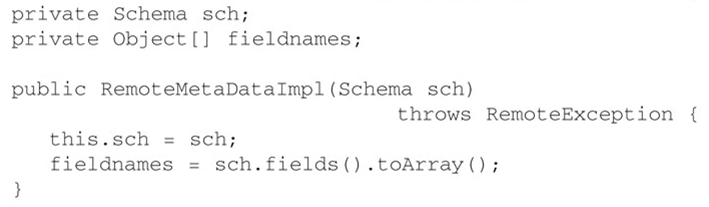 private Schema sch;
private Object[] fieldnames;
public RemoteMetaDataImpl(Schema sch)
throws RemoteException {
this.sch = sch;
fieldnames = sch.fields().toArray();
}